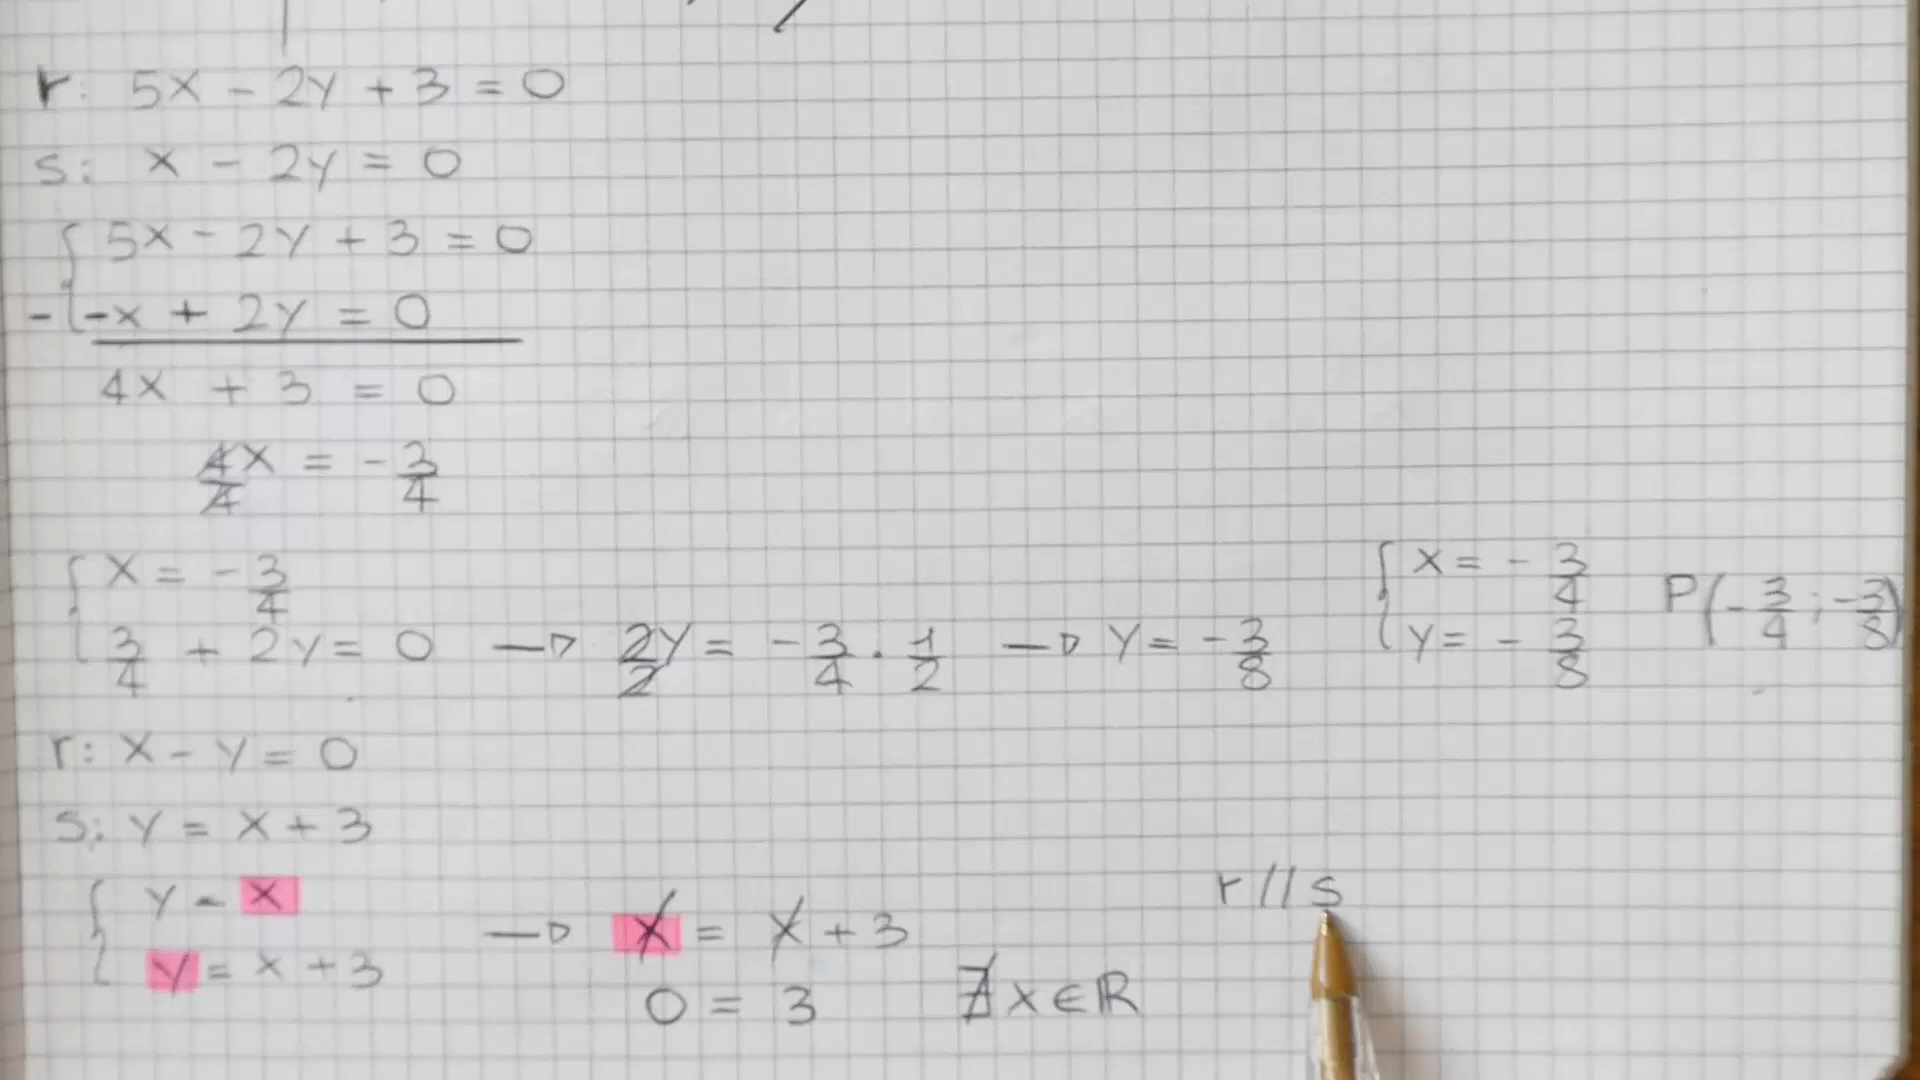 r: 5x - 2y + 3 = 0
s: x - 2y = 0
{ 5x - 2y + 3 = 0
- { -x + 2y = 0
4x + 3 = 0
4/4 x = - 3/4
{ x = - 3/4
{ 3/4 + 2y = 0 → 2/2 y = - 3/4 · 1/2 → y = - 3/8 { x = - 3/4 { y = - 3/8 P(- 3/4 ; - 3/8)
r: x - y = 0
s: y = x + 3
{ y = x
{ y = x + 3 → x = x + 3
0 = 3 ∄ x ∈ ℝ
r // s